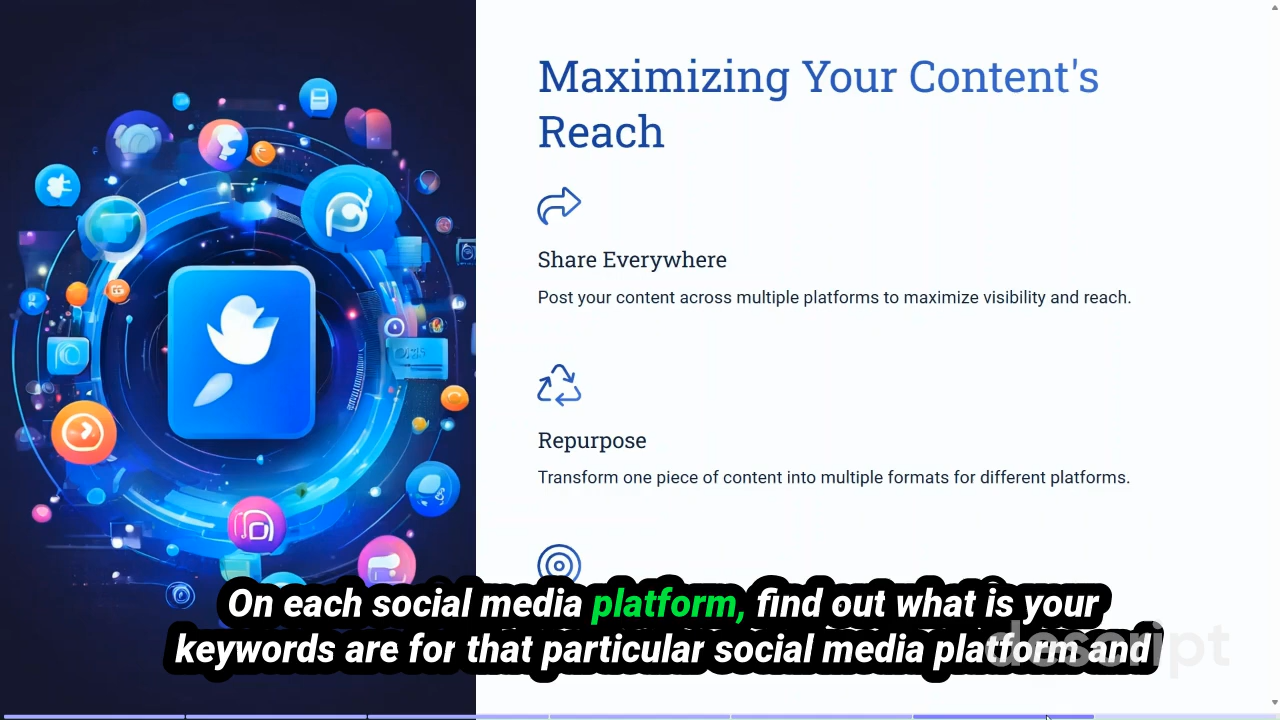 Maximizing Your Content's
Reach
Share Everywhere
Post your content across multiple platforms to maximize visibility and reach.
Repurpose
Transform one piece of content into multiple formats for different platforms.
On each social media platform, find out what is your
keywords are for that particular social media platform and
descript